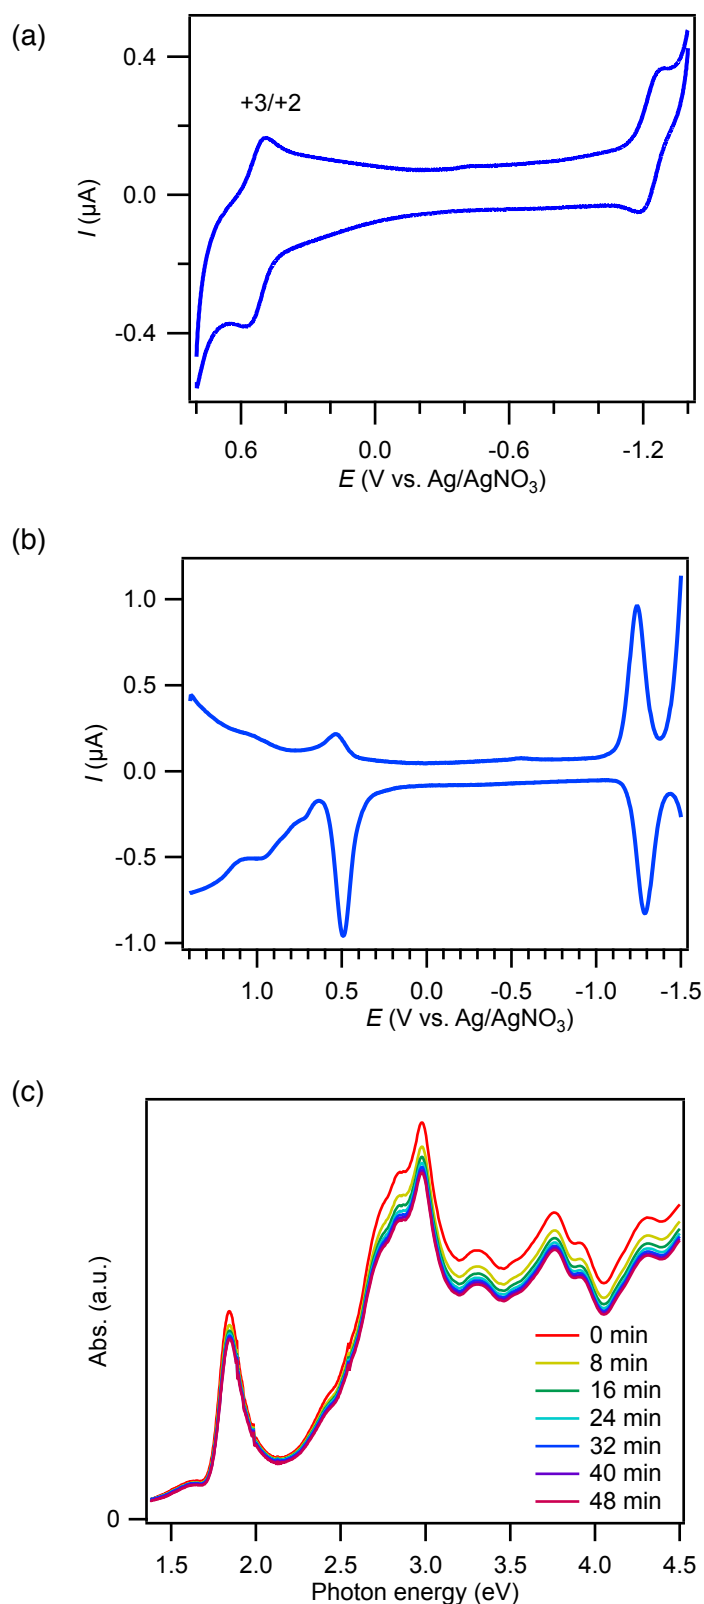 (a)
0.4
+3/+2
0.0
I (µA)
-0.4
0.6 0.0 -0.6 -1.2
E (V vs. Ag/AgNO₃)
(b)
1.0
0.5
0.0
I (µA)
-0.5
-1.0
1.0 0.5 0.0 -0.5 -1.0 -1.5
E (V vs. Ag/AgNO₃)
(c)
Abs. (a.u.)
0 min
8 min
16 min
24 min
32 min
40 min
48 min
0
1.5 2.0 2.5 3.0 3.5 4.0 4.5
Photon energy (eV)